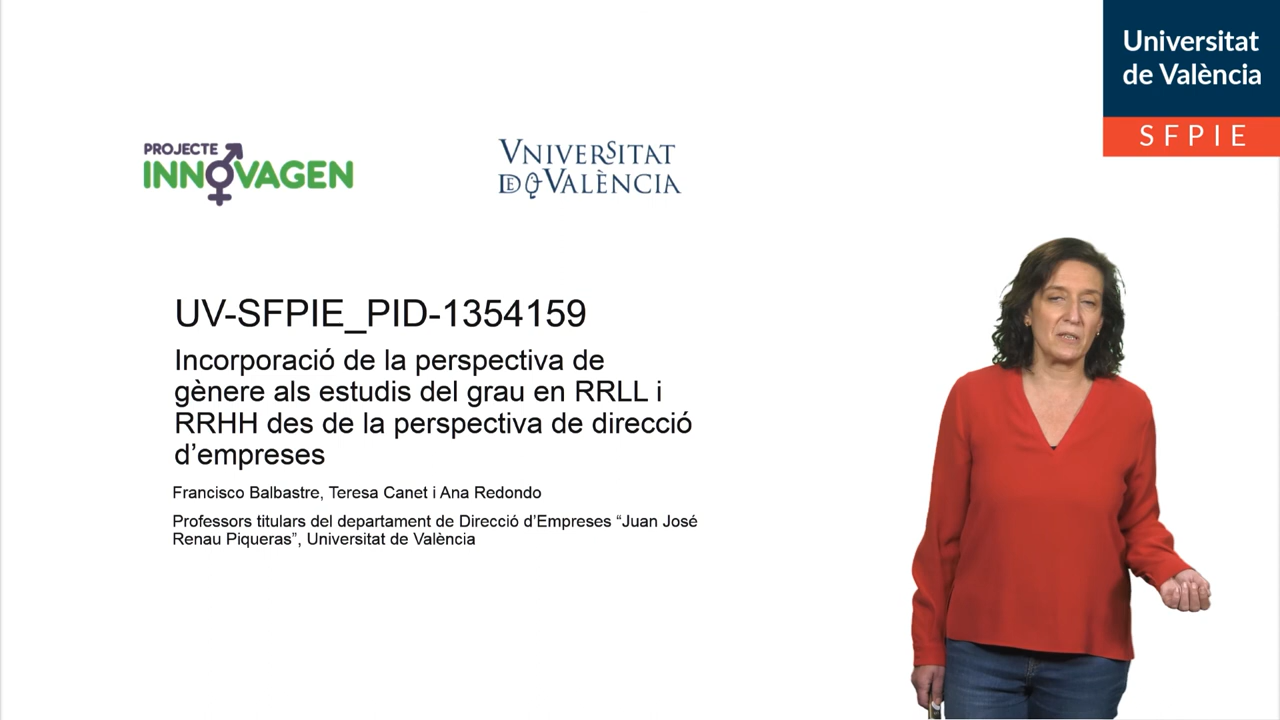 Universitat
de València
SFPIE
PROJECTE
INNOVAGEN
VNIVERSITAT
DE VALÈNCIA
UV-SFPIE_PID-1354159
Incorporació de la perspectiva de
gènere als estudis del grau en RRLL i
RRHH des de la perspectiva de direcció
d’empreses
Francisco Balbastre, Teresa Canet i Ana Redondo
Professors titulars del departament de Direcció d’Empreses “Juan José
Renau Piqueras”, Universitat de València